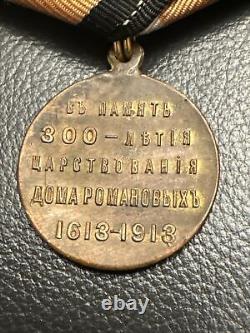 ВЪ ПАМЯТЬ
300-ЛѢТІЯ
ЦАРСТВОВАНІЯ
ДОМА РОМАНОВЫХЪ
1613-1913